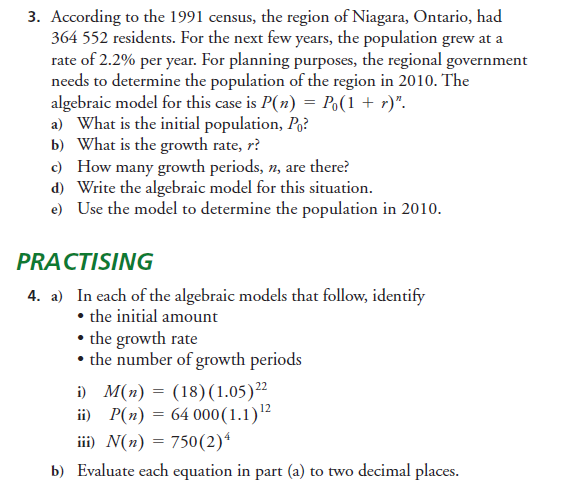 3. According to the 1991 census, the region of Niagara, Ontario, had
364 552 residents. For the next few years, the population grew at a
rate of 2.2% per year. For planning purposes, the regional government
needs to determine the population of the region in 2010. The
algebraic model for this case is P(n) = P₀(1 + r)ⁿ.
a) What is the initial population, P₀?
b) What is the growth rate, r?
c) How many growth periods, n, are there?
d) Write the algebraic model for this situation.
e) Use the model to determine the population in 2010.
PRACTISING
4. a) In each of the algebraic models that follow, identify
• the initial amount
• the growth rate
• the number of growth periods
i) M(n) = (18)(1.05)²²
ii) P(n) = 64 000(1.1)¹²
iii) N(n) = 750(2)⁴
b) Evaluate each equation in part (a) to two decimal places.